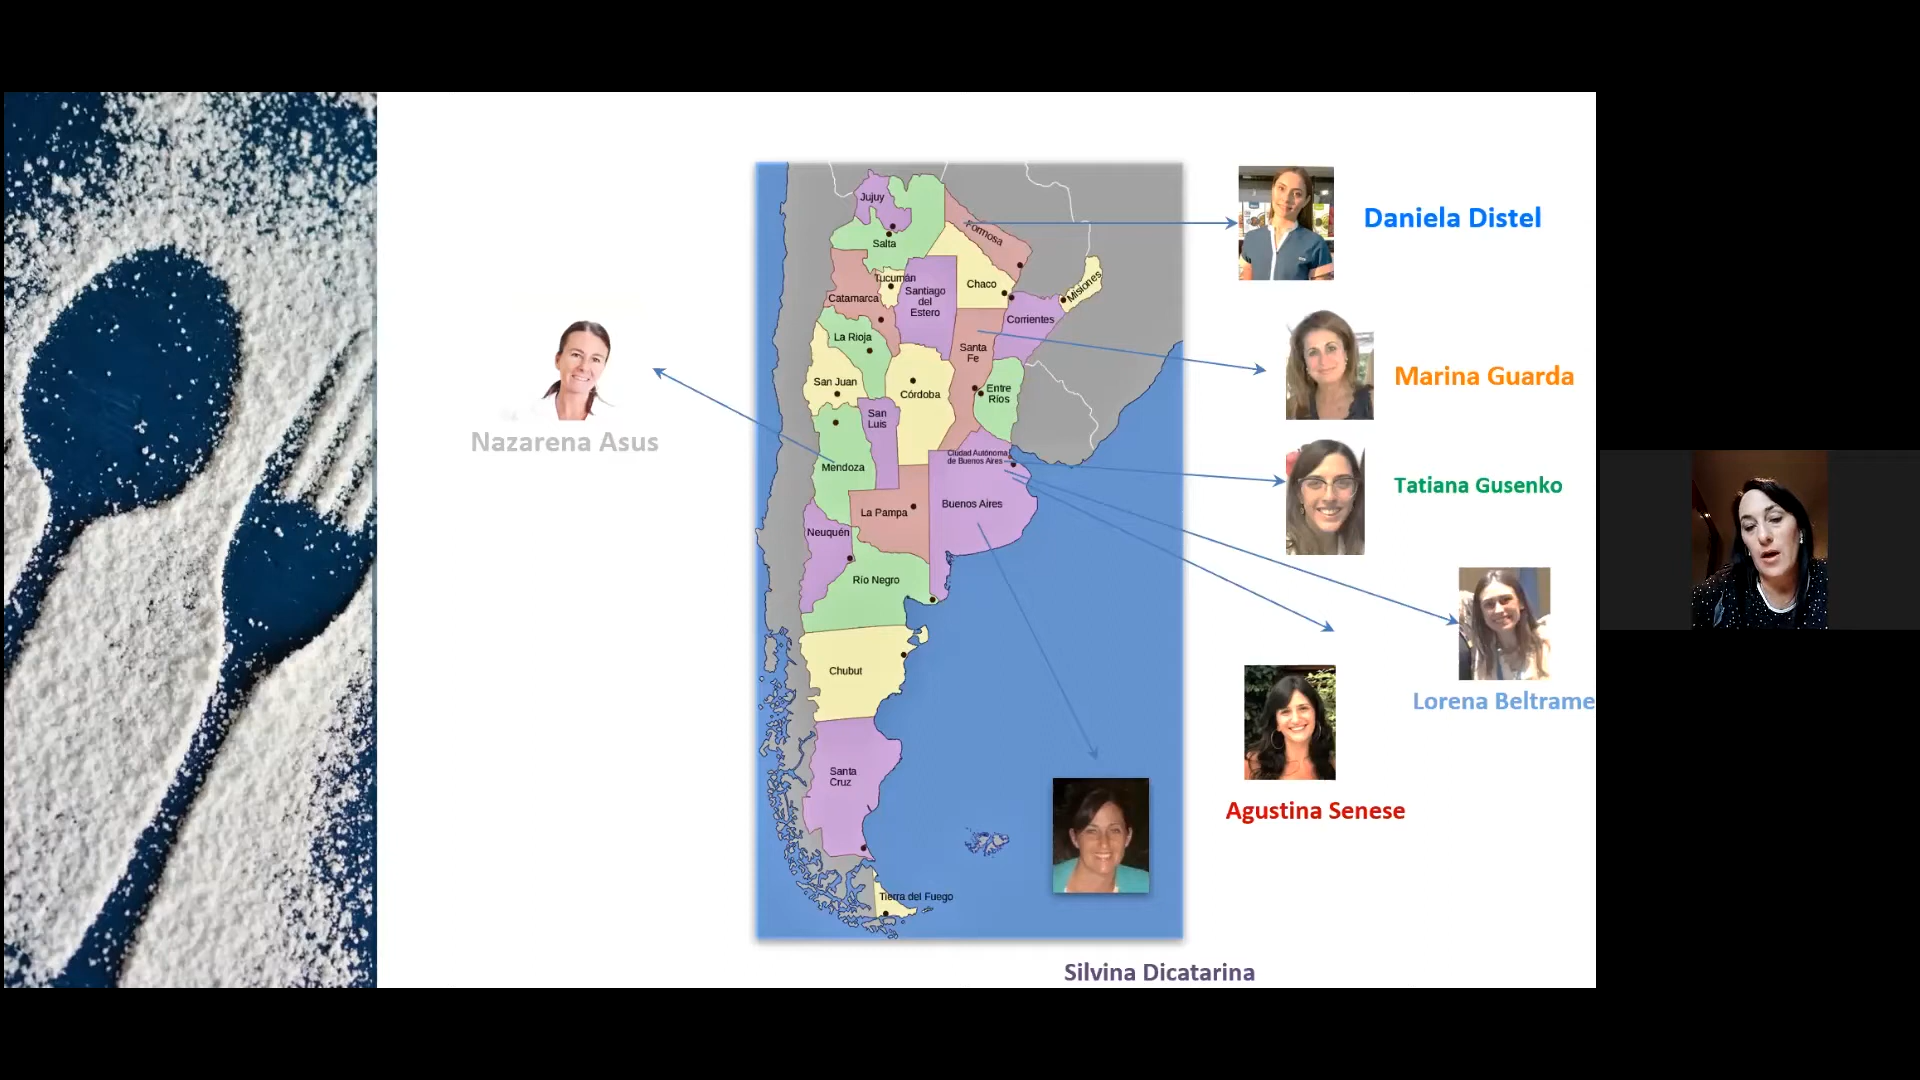 Jujuy
Salta
Formosa
Tucumán
Catamarca
Santiago
del
Estero
Chaco
Misiones
Corrientes
La Rioja
Santa
Fe
San Juan
Córdoba
Entre
Ríos
San
Luis
Mendoza
Ciudad Autónoma
de Buenos Aires
Buenos Aires
La Pampa
Neuquén
Río Negro
Chubut
Santa
Cruz
Tierra del Fuego
Daniela Distel
Marina Guarda
Nazarena Asus
Tatiana Gusenko
Lorena Beltrame
Agustina Senese
Silvina Dicatarina